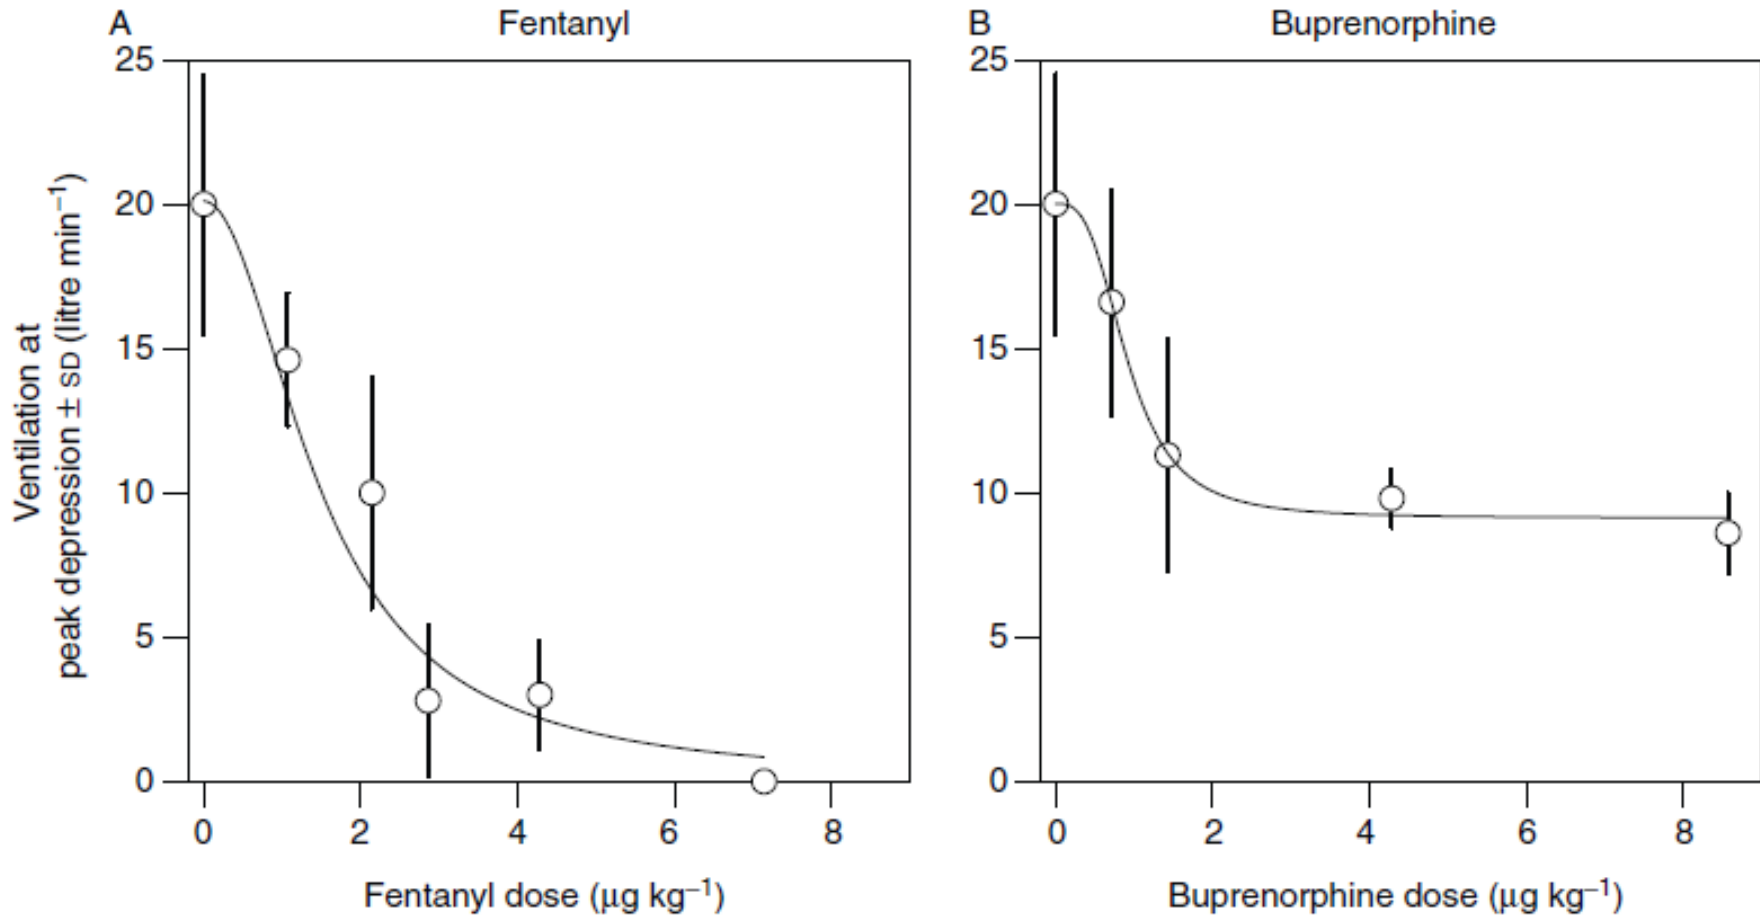 A
Fentanyl
25
20
15
10
5
0
0 2 4 6 8
Ventilation at
peak depression ± SD (litre min⁻¹)
Fentanyl dose (μg kg⁻¹)
B
Buprenorphine
25
20
15
10
5
0
0 2 4 6 8
Buprenorphine dose (μg kg⁻¹)